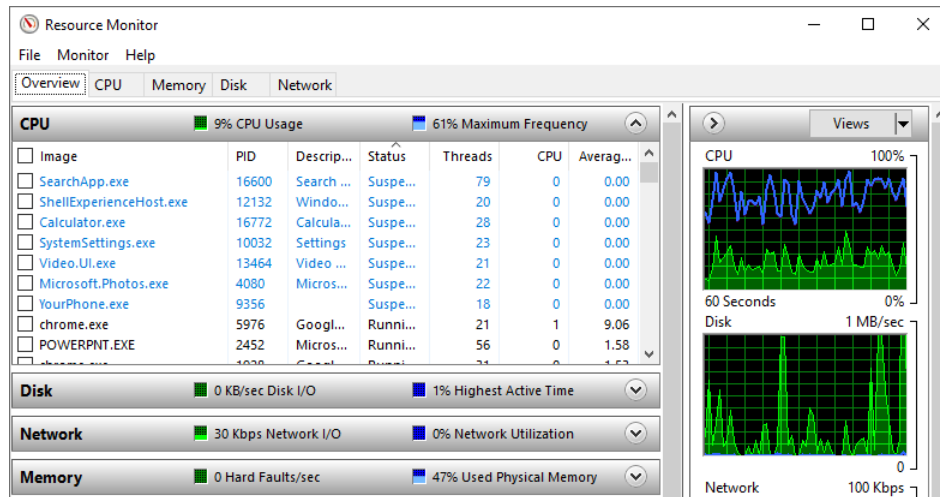 Resource Monitor
File Monitor Help
Overview CPU Memory Disk Network
CPU 9% CPU Usage 61% Maximum Frequency
Image PID Descrip... Status Threads CPU Averag...
SearchApp.exe 16600 Search ... Suspe... 79 0 0.00
ShellExperienceHost.exe 12132 Windo... Suspe... 20 0 0.00
Calculator.exe 16772 Calcula... Suspe... 28 0 0.00
SystemSettings.exe 10032 Settings Suspe... 23 0 0.00
Video.UI.exe 13464 Video ... Suspe... 21 0 0.00
Microsoft.Photos.exe 4080 Micros... Suspe... 22 0 0.00
YourPhone.exe 9356 Suspe... 18 0 0.00
chrome.exe 5976 Googl... Runni... 21 1 9.06
POWERPNT.EXE 2452 Micros... Runni... 56 0 1.58
Disk 0 KB/sec Disk I/O 1% Highest Active Time
Network 30 Kbps Network I/O 0% Network Utilization
Memory 0 Hard Faults/sec 47% Used Physical Memory
Views
CPU 100%
60 Seconds 0%
Disk 1 MB/sec
0
Network 100 Kbps